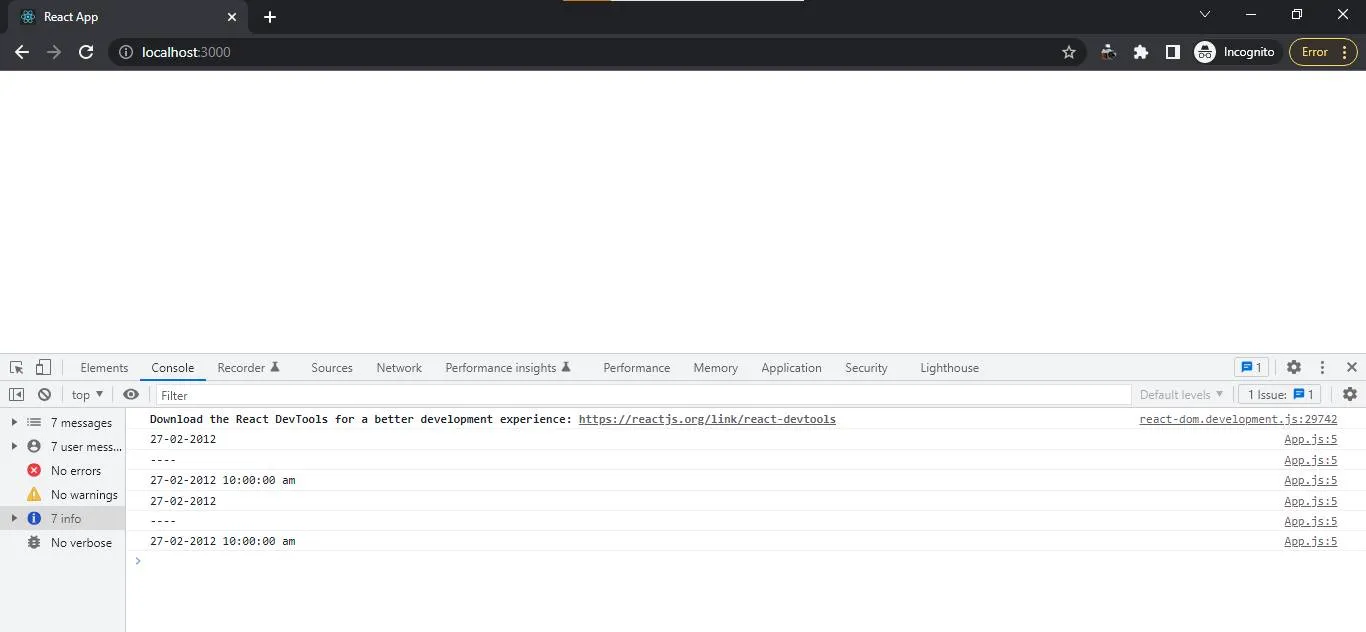 React App
localhost:3000
Incognito
Error
Elements Console Recorder Sources Network Performance insights Performance Memory Application Security Lighthouse 1
top Filter Default levels 1 Issue: 1
7 messages
7 user mess...
No errors
No warnings
7 info
No verbose
Download the React DevTools for a better development experience: https://reactjs.org/link/react-devtools react-dom.development.js:29742
27-02-2012 App.js:5
---- App.js:5
27-02-2012 10:00:00 am App.js:5
27-02-2012 App.js:5
---- App.js:5
27-02-2012 10:00:00 am App.js:5